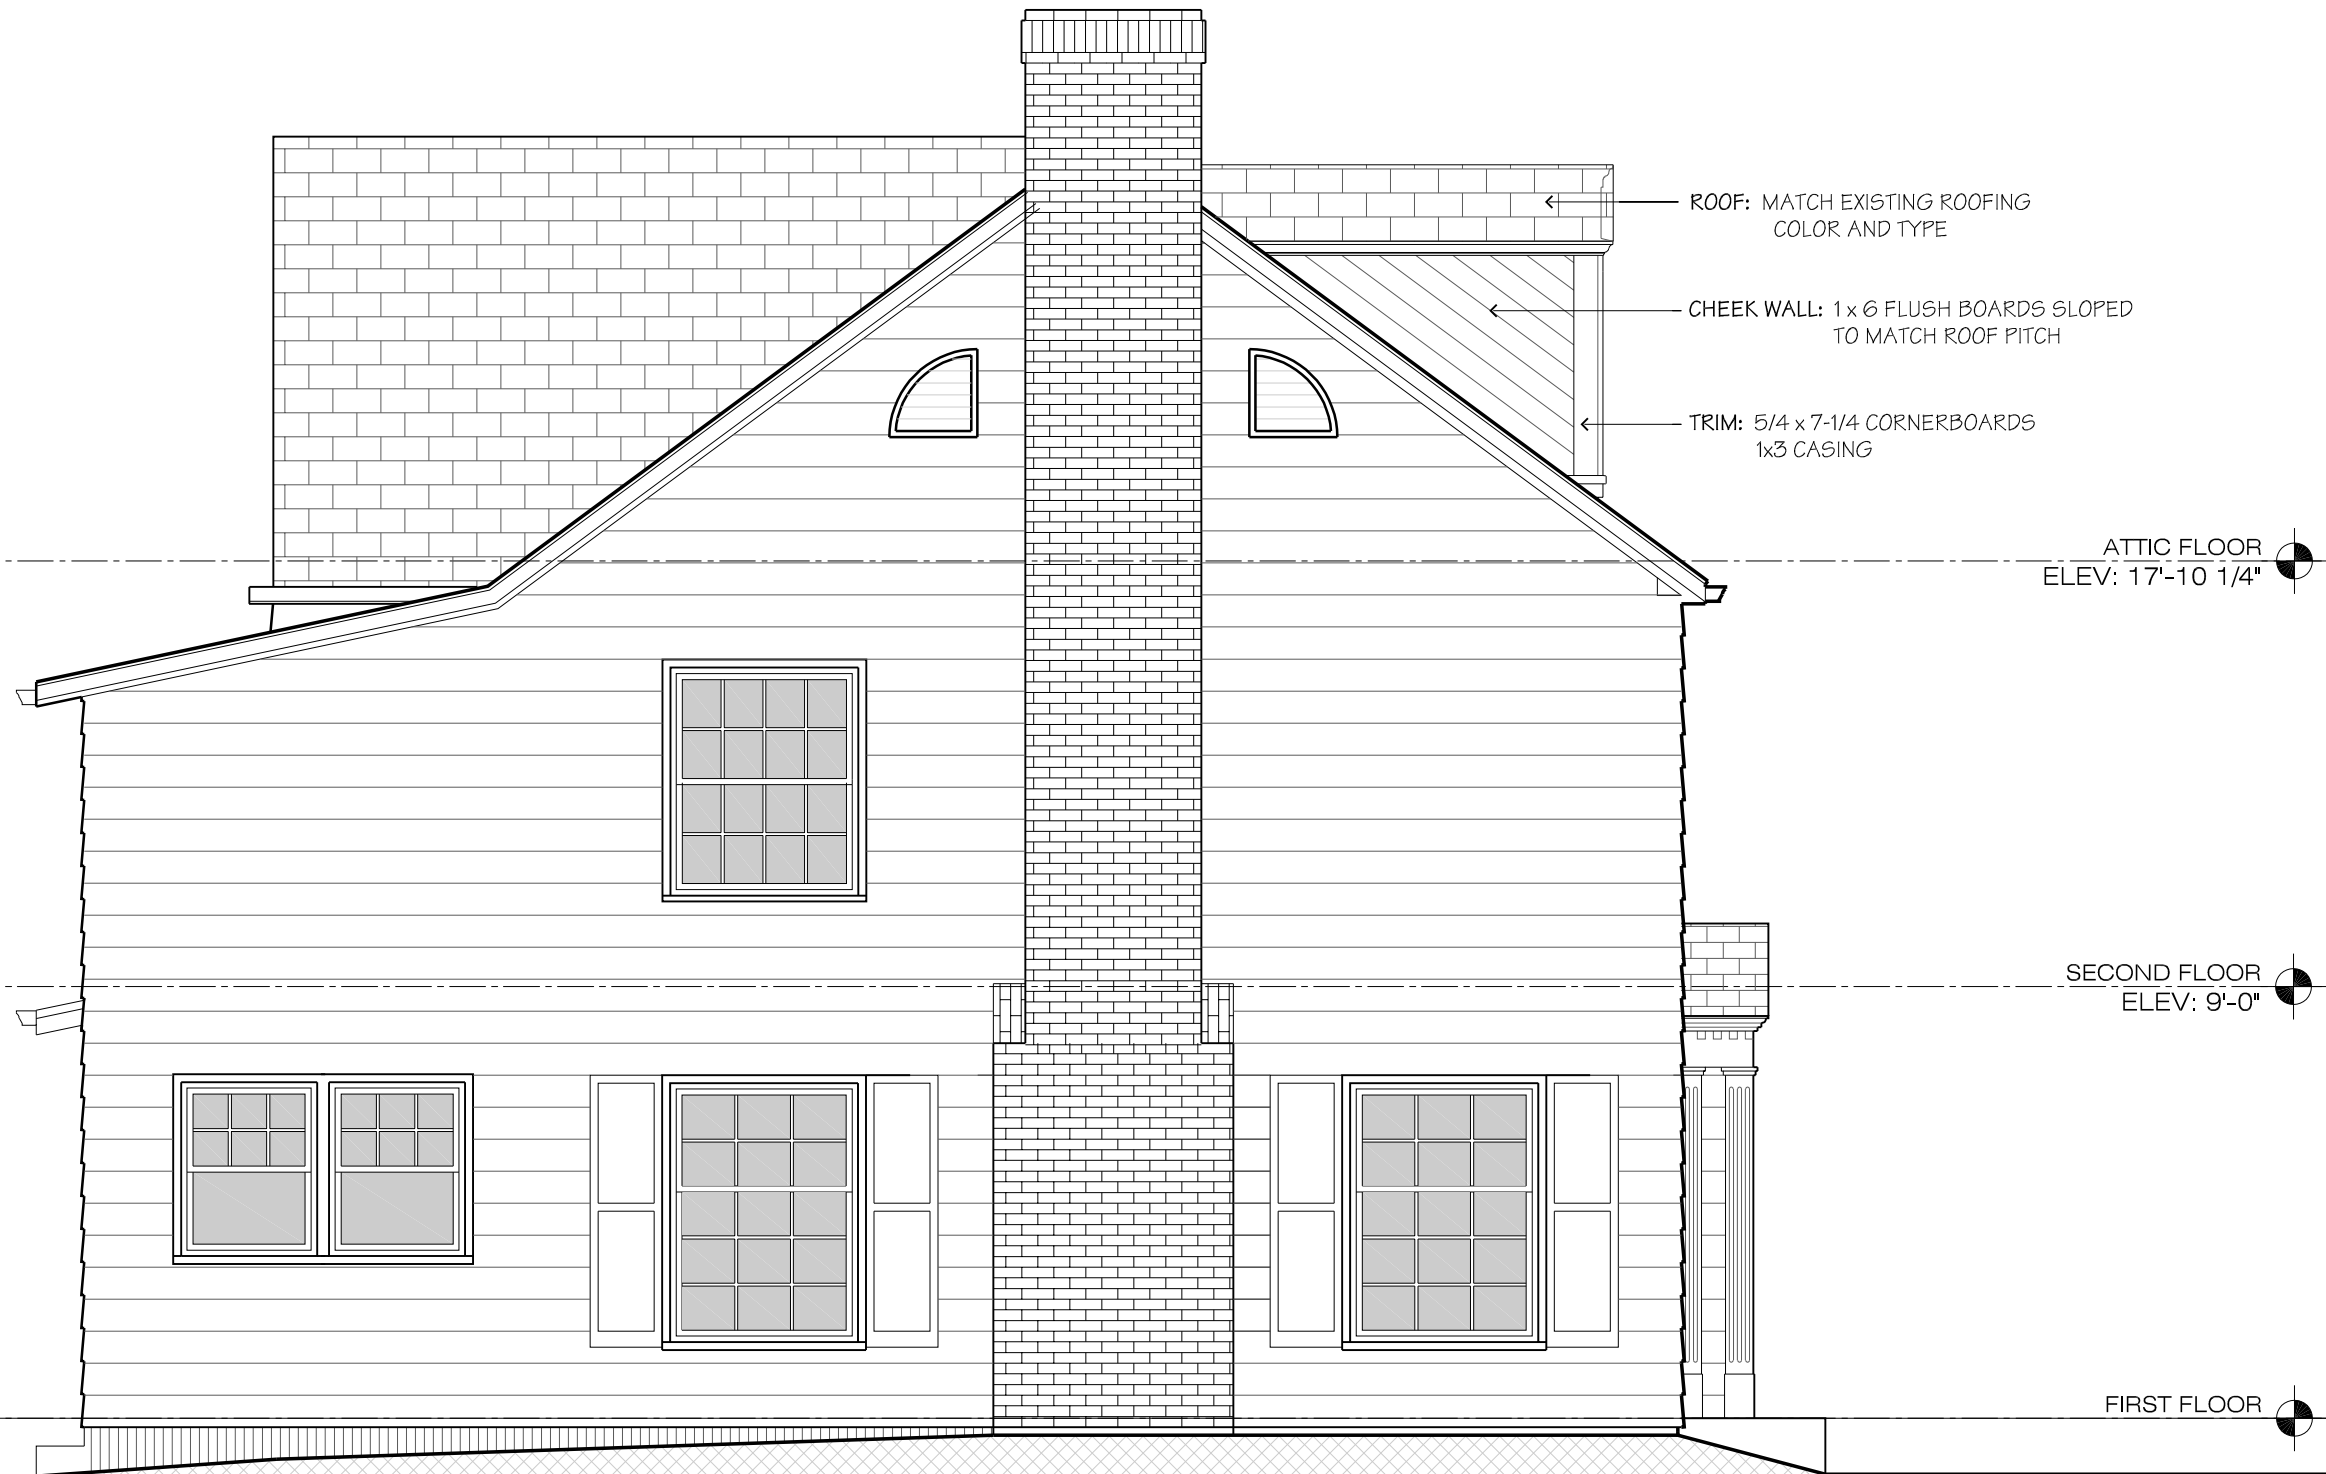 ROOF: MATCH EXISTING ROOFING
COLOR AND TYPE
CHEEK WALL: 1 x 6 FLUSH BOARDS SLOPED
TO MATCH ROOF PITCH
TRIM: 5/4 x 7-1/4 CORNERBOARDS
1x3 CASING
ATTIC FLOOR
ELEV: 17'-10 1/4"
SECOND FLOOR
ELEV: 9'-0"
FIRST FLOOR